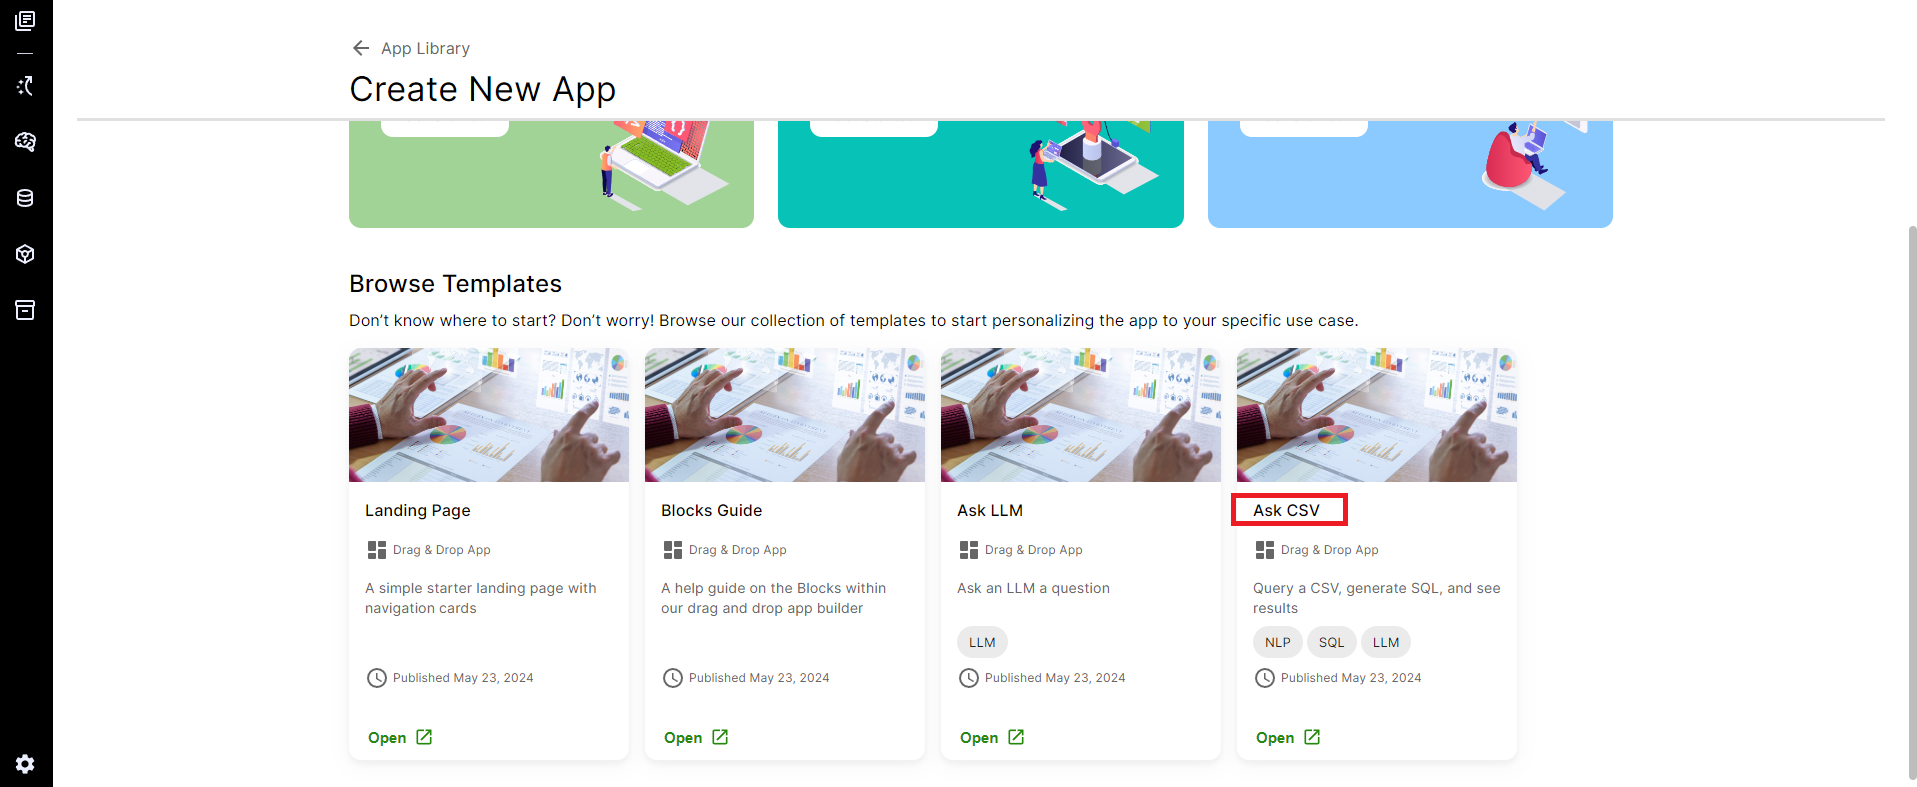 App Library
Create New App
Browse Templates
Don’t know where to start? Don’t worry! Browse our collection of templates to start personalizing the app to your specific use case.
Landing Page
Drag & Drop App
A simple starter landing page with
navigation cards
Published May 23, 2024
Open
Blocks Guide
Drag & Drop App
A help guide on the Blocks within
our drag and drop app builder
Published May 23, 2024
Open
Ask LLM
Drag & Drop App
Ask an LLM a question
LLM
Published May 23, 2024
Open
Ask CSV
Drag & Drop App
Query a CSV, generate SQL, and see
results
NLP SQL LLM
Published May 23, 2024
Open